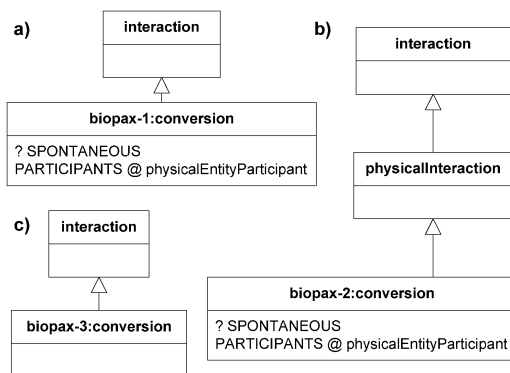 a)
interaction
biopax-1:conversion
? SPONTANEOUS
PARTICIPANTS @ physicalEntityParticipant
b)
interaction
physicalInteraction
biopax-2:conversion
? SPONTANEOUS
PARTICIPANTS @ physicalEntityParticipant
c)
interaction
biopax-3:conversion